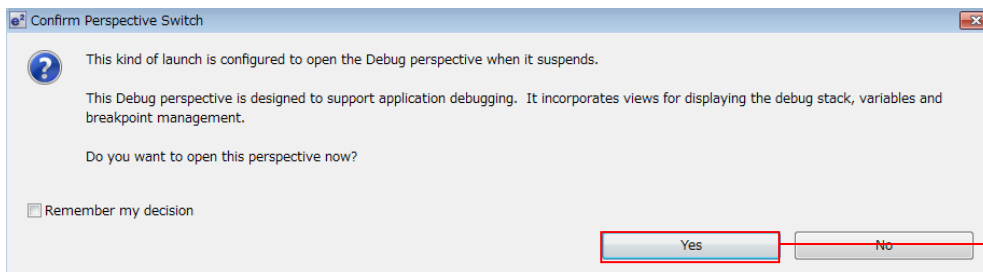 e² Confirm Perspective Switch
This kind of launch is configured to open the Debug perspective when it suspends.
This Debug perspective is designed to support application debugging. It incorporates views for displaying the debug stack, variables and
breakpoint management.
Do you want to open this perspective now?
Remember my decision
Yes No